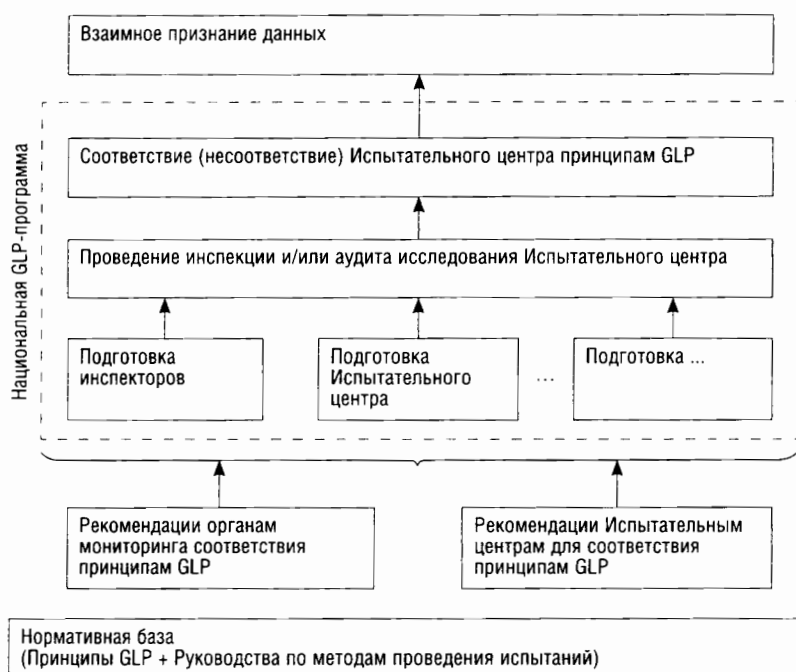 Взаимное признание данных
Национальная GLP-программа
Соответствие (несоответствие) Испытательного центра принципам GLP
Проведение инспекции и/или аудита исследования Испытательного центра
Подготовка
инспекторов
Подготовка
Испытательного
центра
...
Подготовка ...
Рекомендации органам
мониторинга соответствия
принципам GLP
Рекомендации Испытательным
центрам для соответствия
принципам GLP
Нормативная база
(Принципы GLP + Руководства по методам проведения испытаний)